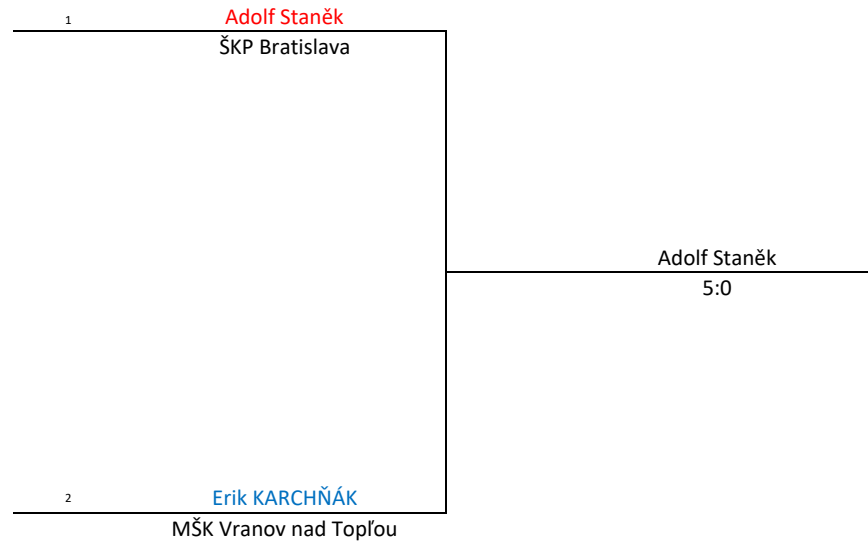 1 Adolf Staněk
ŠKP Bratislava
Adolf Staněk
5:0
2 Erik KARCHŇÁK
MŠK Vranov nad Topľou